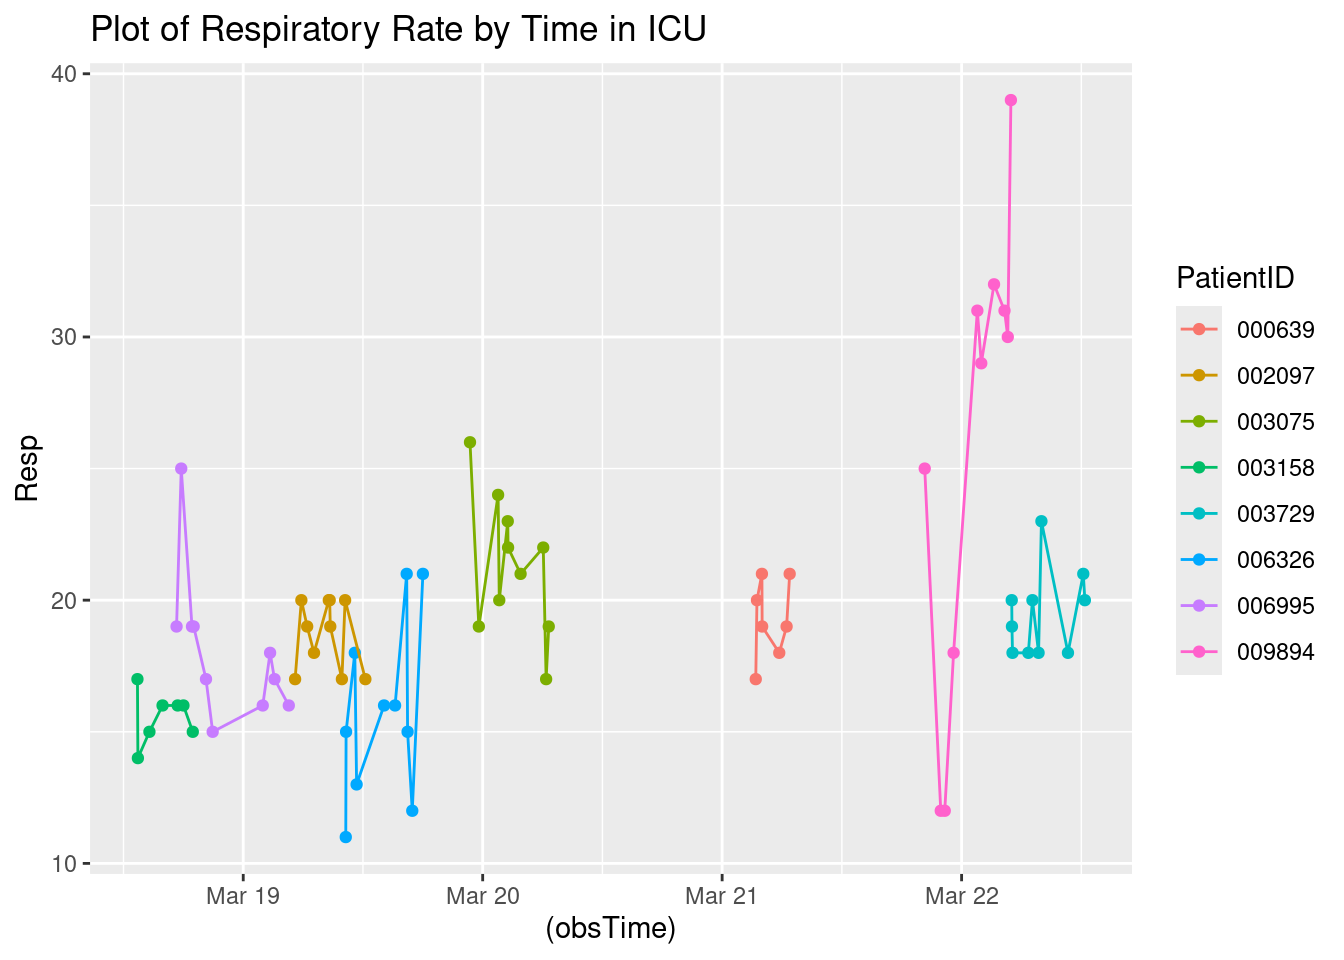 Plot of Respiratory Rate by Time in ICU
40
30
20
10
Resp
Mar 19
Mar 20
Mar 21
Mar 22
(obsTime)
PatientID
000639
002097
003075
003158
003729
006326
006995
009894